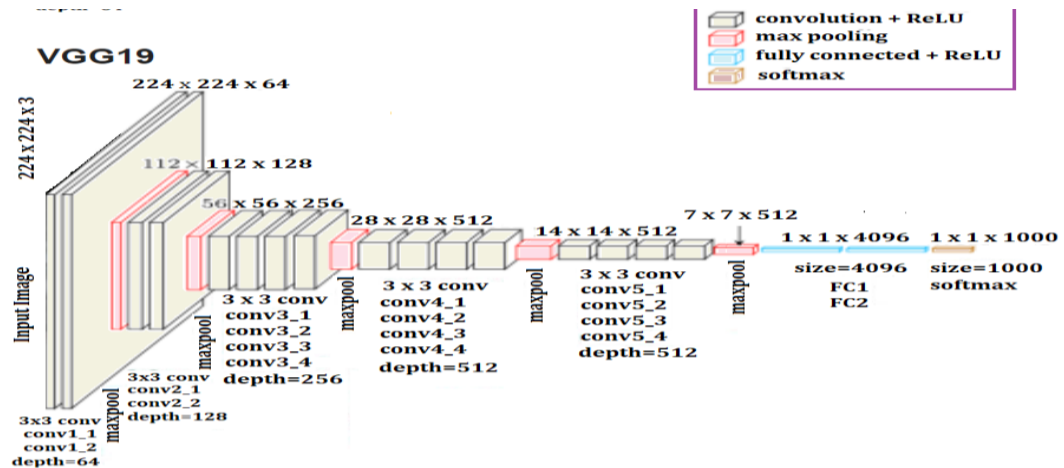 convolution + ReLU
max pooling
fully connected + ReLU
softmax
VGG19
224 x 224 x 64
224 x 224 x 3
Input Image
112 x 112 x 128
56 x 56 x 256
28 x 28 x 512
14 x 14 x 512
7 x 7 x 512
1 x 1 x 4096
1 x 1 x 1000
3x3 conv
conv1_1
conv1_2
depth=64
maxpool
3x3 conv
conv2_1
conv2_2
depth=128
maxpool
3 x 3 conv
conv3_1
conv3_2
conv3_3
conv3_4
depth=256
maxpool
3 x 3 conv
conv4_1
conv4_2
conv4_3
conv4_4
depth=512
maxpool
3 x 3 conv
conv5_1
conv5_2
conv5_3
conv5_4
depth=512
maxpool
size=4096
FC1
FC2
size=1000
softmax